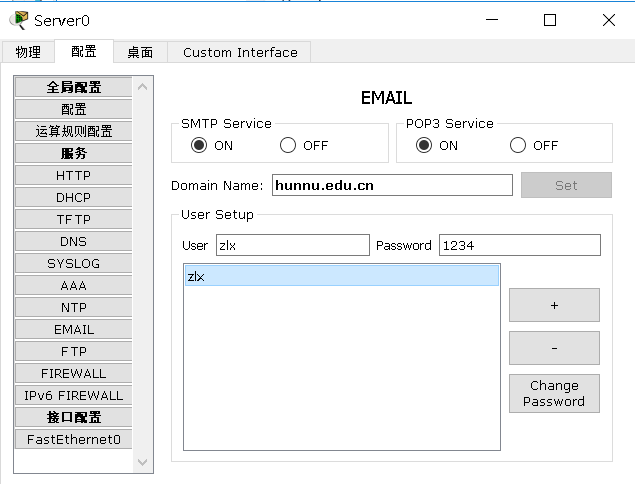 Server0
物理 配置 桌面 Custom Interface
全局配置
配置
运算规则配置
服务
HTTP
DHCP
TFTP
DNS
SYSLOG
AAA
NTP
EMAIL
FTP
FIREWALL
IPv6 FIREWALL
接口配置
FastEthernet0
EMAIL
SMTP Service
ON OFF
POP3 Service
ON OFF
Domain Name: hunnu.edu.cn Set
User Setup
User zlx Password 1234
zlx
+
-
Change
Password